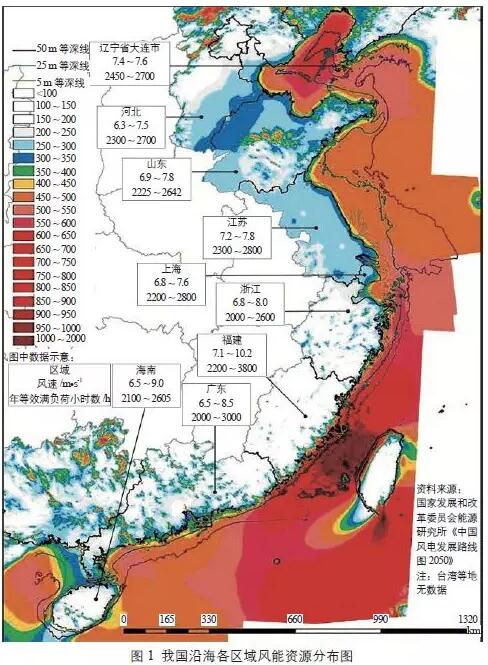 50 m 等深线
25 m 等深线
5 m 等深线
<100
100～150
150～200
200～250
250～300
300～350
350～400
400～450
450～500
500～550
550～600
600～650
650～700
700～750
750～800
800～850
850～900
900～950
950～1000
1000～2000
辽宁省大连市
7.4～7.6
2450～2700
河北
6.3～7.5
2300～2700
山东
6.9～7.8
2225～2642
江苏
7.2～7.8
2300～2800
上海
6.8～7.6
2200～2800
浙江
6.8～8.0
2000～2600
福建
7.1～10.2
2200～3800
广东
6.5～8.5
2000～3000
海南
6.5～9.0
2100～2605
图中数据示意:
区域
风速 /m•s⁻¹
年等效满负荷小时数 /h
资料来源:
国家发展和改
革委员会能源
研究所《中国
风电发展路线
图 2050》
注: 台湾等地
无数据
0 165 330 660 990 1320
km
图 1 我国沿海各区域风能资源分布图